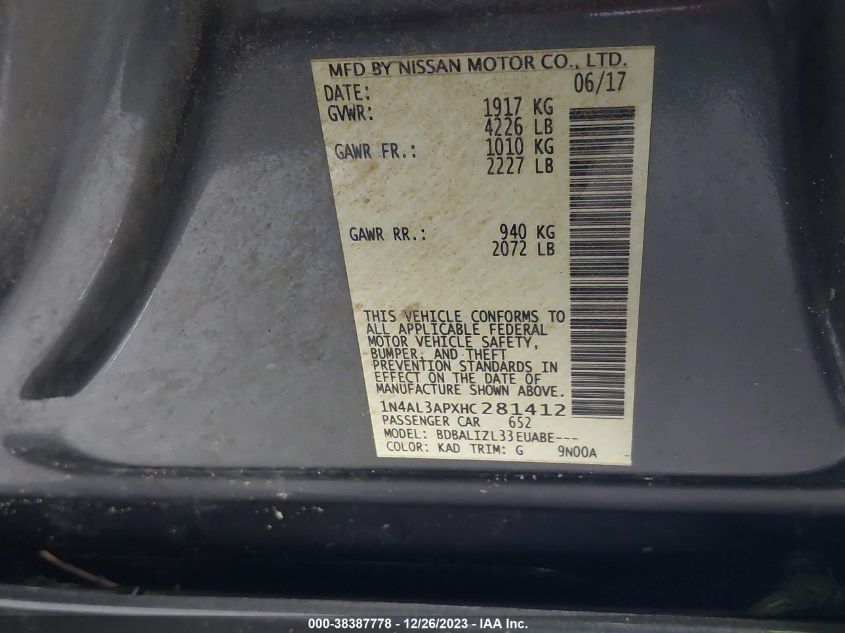 MFD BY NISSAN MOTOR CO., LTD.
DATE: 06/17
GVWR: 1917 KG
4226 LB
GAWR FR.: 1010 KG
2227 LB
GAWR RR.: 940 KG
2072 LB
THIS VEHICLE CONFORMS TO
ALL APPLICABLE FEDERAL
MOTOR VEHICLE SAFETY,
BUMPER, AND THEFT
PREVENTION STANDARDS IN
EFFECT ON THE DATE OF
MANUFACTURE SHOWN ABOVE.
1N4AL3APXHC281412
PASSENGER CAR 652
MODEL: BDBALIZL33EUABE---
COLOR: KAD TRIM: G 9N00A
000-38387778 - 12/26/2023 - IAA Inc.